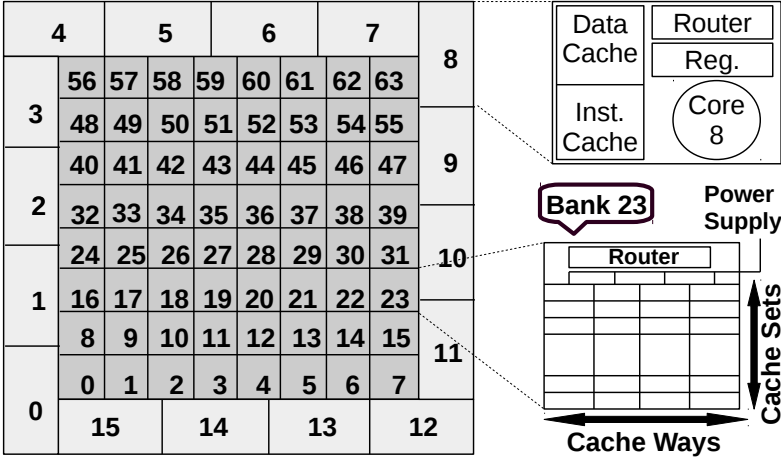 4 5 6 7
8
3
56 57 58 59 60 61 62 63
48 49 50 51 52 53 54 55
9
40 41 42 43 44 45 46 47
2
32 33 34 35 36 37 38 39
10
24 25 26 27 28 29 30 31
1
16 17 18 19 20 21 22 23
8 9 10 11 12 13 14 15
11
0 1 2 3 4 5 6 7
0
15 14 13 12
Data
Cache
Inst.
Cache
Router
Reg.
Core
8
Bank 23
Power
Supply
Router
Cache Sets
Cache Ways